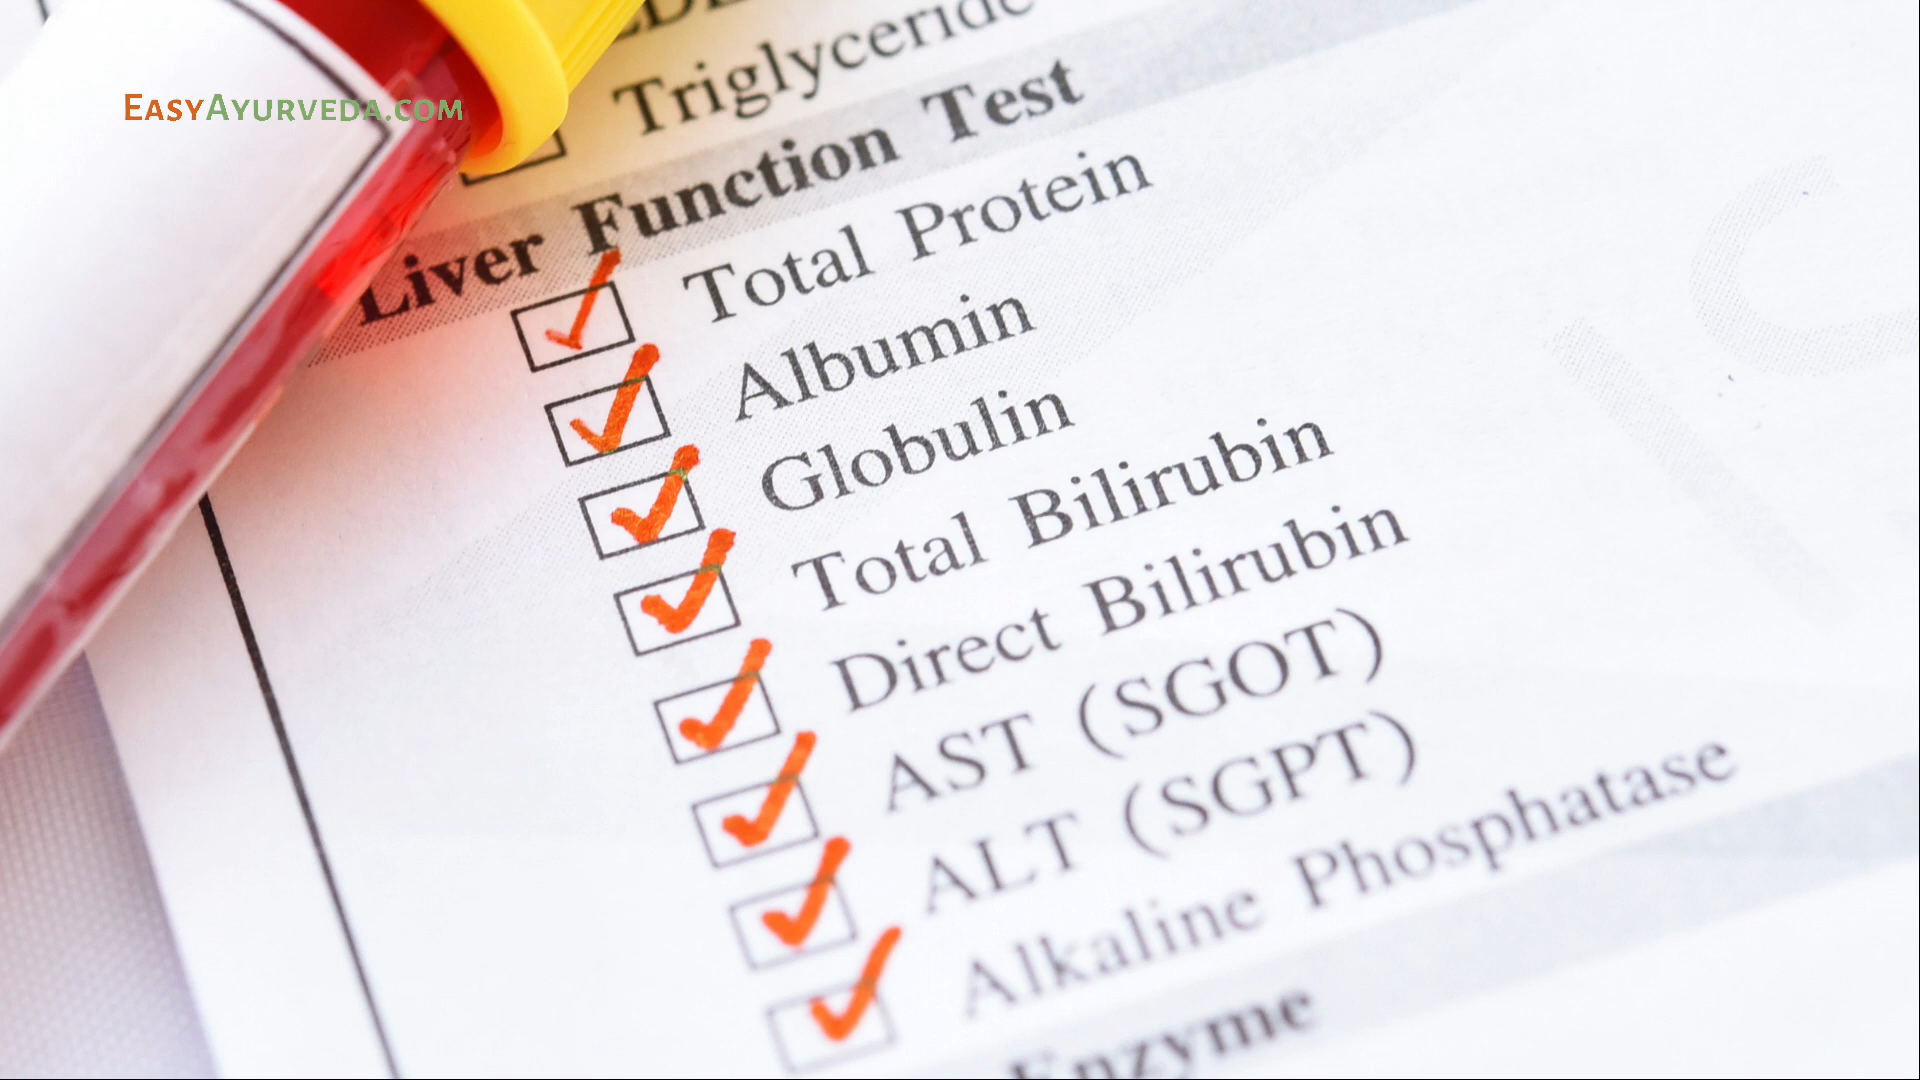 EasyAyurveda.com
Triglyceride
Liver Function Test
Total Protein
Albumin
Globulin
Total Bilirubin
Direct Bilirubin
AST (SGOT)
ALT (SGPT)
Alkaline Phosphatase
Enzyme